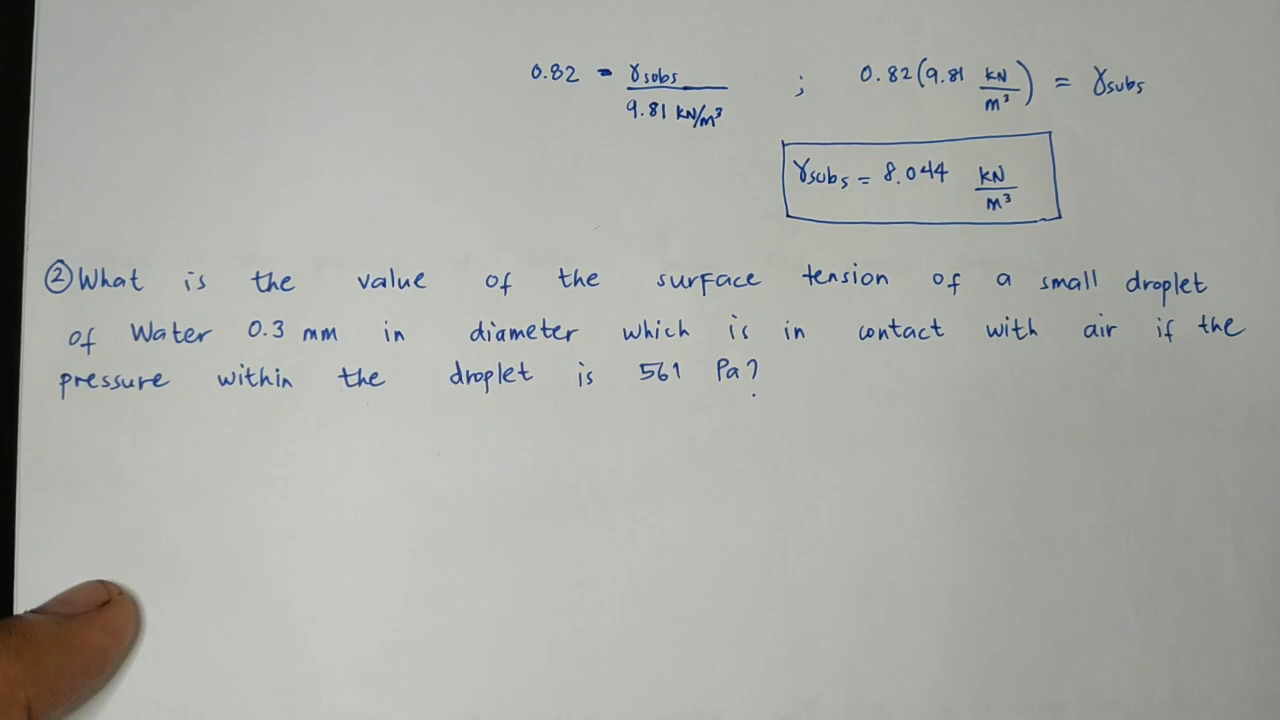 0.82 = γsubs / 9.81 kN/m³ ; 0.82(9.81 kN/m³) = γsubs
γsubs = 8.044 kN/m³
② What is the value of the surface tension of a small droplet
of Water 0.3 mm in diameter which is in contact with air if the
pressure within the droplet is 561 Pa?